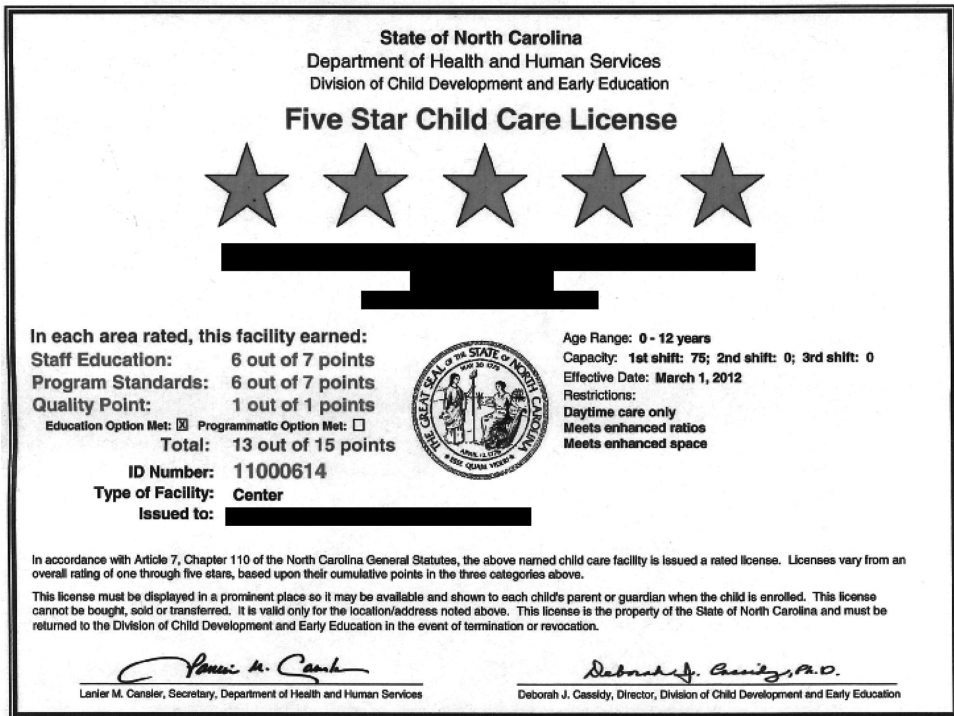 State of North Carolina
Department of Health and Human Services
Division of Child Development and Early Education
Five Star Child Care License
In each area rated, this facility earned:
Staff Education: 6 out of 7 points
Program Standards: 6 out of 7 points
Quality Point: 1 out of 1 points
Education Option Met: ☒ Programmatic Option Met: ☐
Total: 13 out of 15 points
ID Number: 11000614
Type of Facility: Center
Issued to:
THE GREAT SEAL OF THE STATE OF NORTH CAROLINA
MAY 20 1775
APRIL 12 1776
ESSE QUAM VIDERI
Age Range: 0 - 12 years
Capacity: 1st shift: 75; 2nd shift: 0; 3rd shift: 0
Effective Date: March 1, 2012
Restrictions:
Daytime care only
Meets enhanced ratios
Meets enhanced space
In accordance with Article 7, Chapter 110 of the North Carolina General Statutes, the above named child care facility is issued a rated license. Licenses vary from an
overall rating of one through five stars, based upon their cumulative points in the three categories above.
This license must be displayed in a prominent place so it may be available and shown to each child's parent or guardian when the child is enrolled. This license
cannot be bought, sold or transferred. It is valid only for the location/address noted above. This license is the property of the State of North Carolina and must be
returned to the Division of Child Development and Early Education in the event of termination or revocation.
Lanier M. Cansler
Lanier M. Cansler, Secretary, Department of Health and Human Services
Deborah J. Cassidy, Ph.D.
Deborah J. Cassidy, Director, Division of Child Development and Early Education